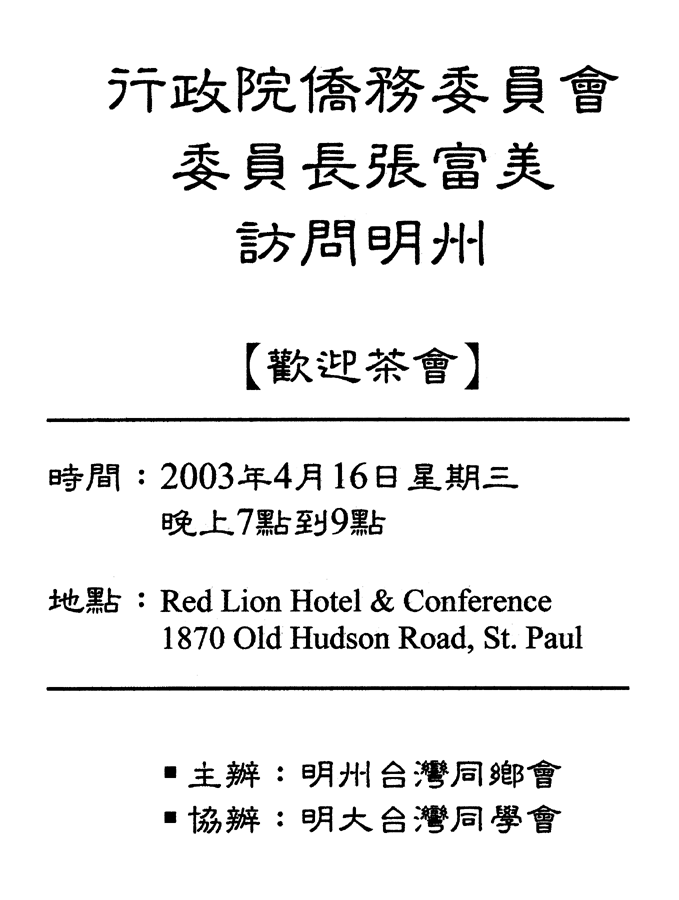 行政院僑務委員會
委員長張富美
訪問明州
【歡迎茶會】
時間：2003年4月16日星期三
晚上7點到9點
地點：Red Lion Hotel & Conference
1870 Old Hudson Road, St. Paul
▪主辦：明州台灣同鄉會
▪協辦：明大台灣同學會